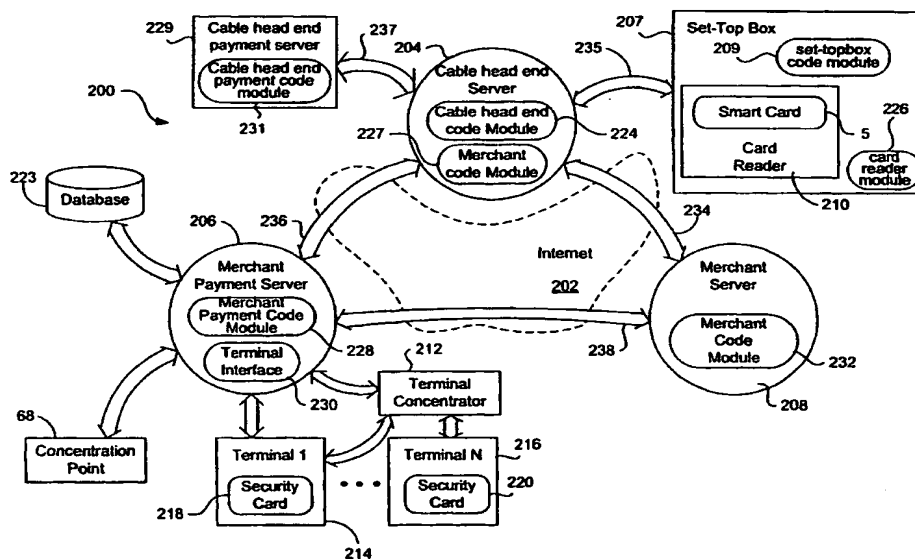 229
Cable head end
payment server
Cable head end
payment code
module
231
237
204
Cable head end
Server
Cable head end
code Module
224
227
Merchant
code Module
235
207
Set-Top Box
209
set-topbox
code module
Smart Card
5
Card
Reader
210
226
card
reader
module
200
223
Database
206
236
Merchant
Payment Server
Merchant
Payment Code
Module
228
Terminal
Interface
230
Internet
202
234
238
Merchant
Server
Merchant
Code
Module
232
208
212
Terminal
Concentrator
68
Concentration
Point
Terminal 1
Security
Card
218
214
Terminal N
Security
Card
216
220